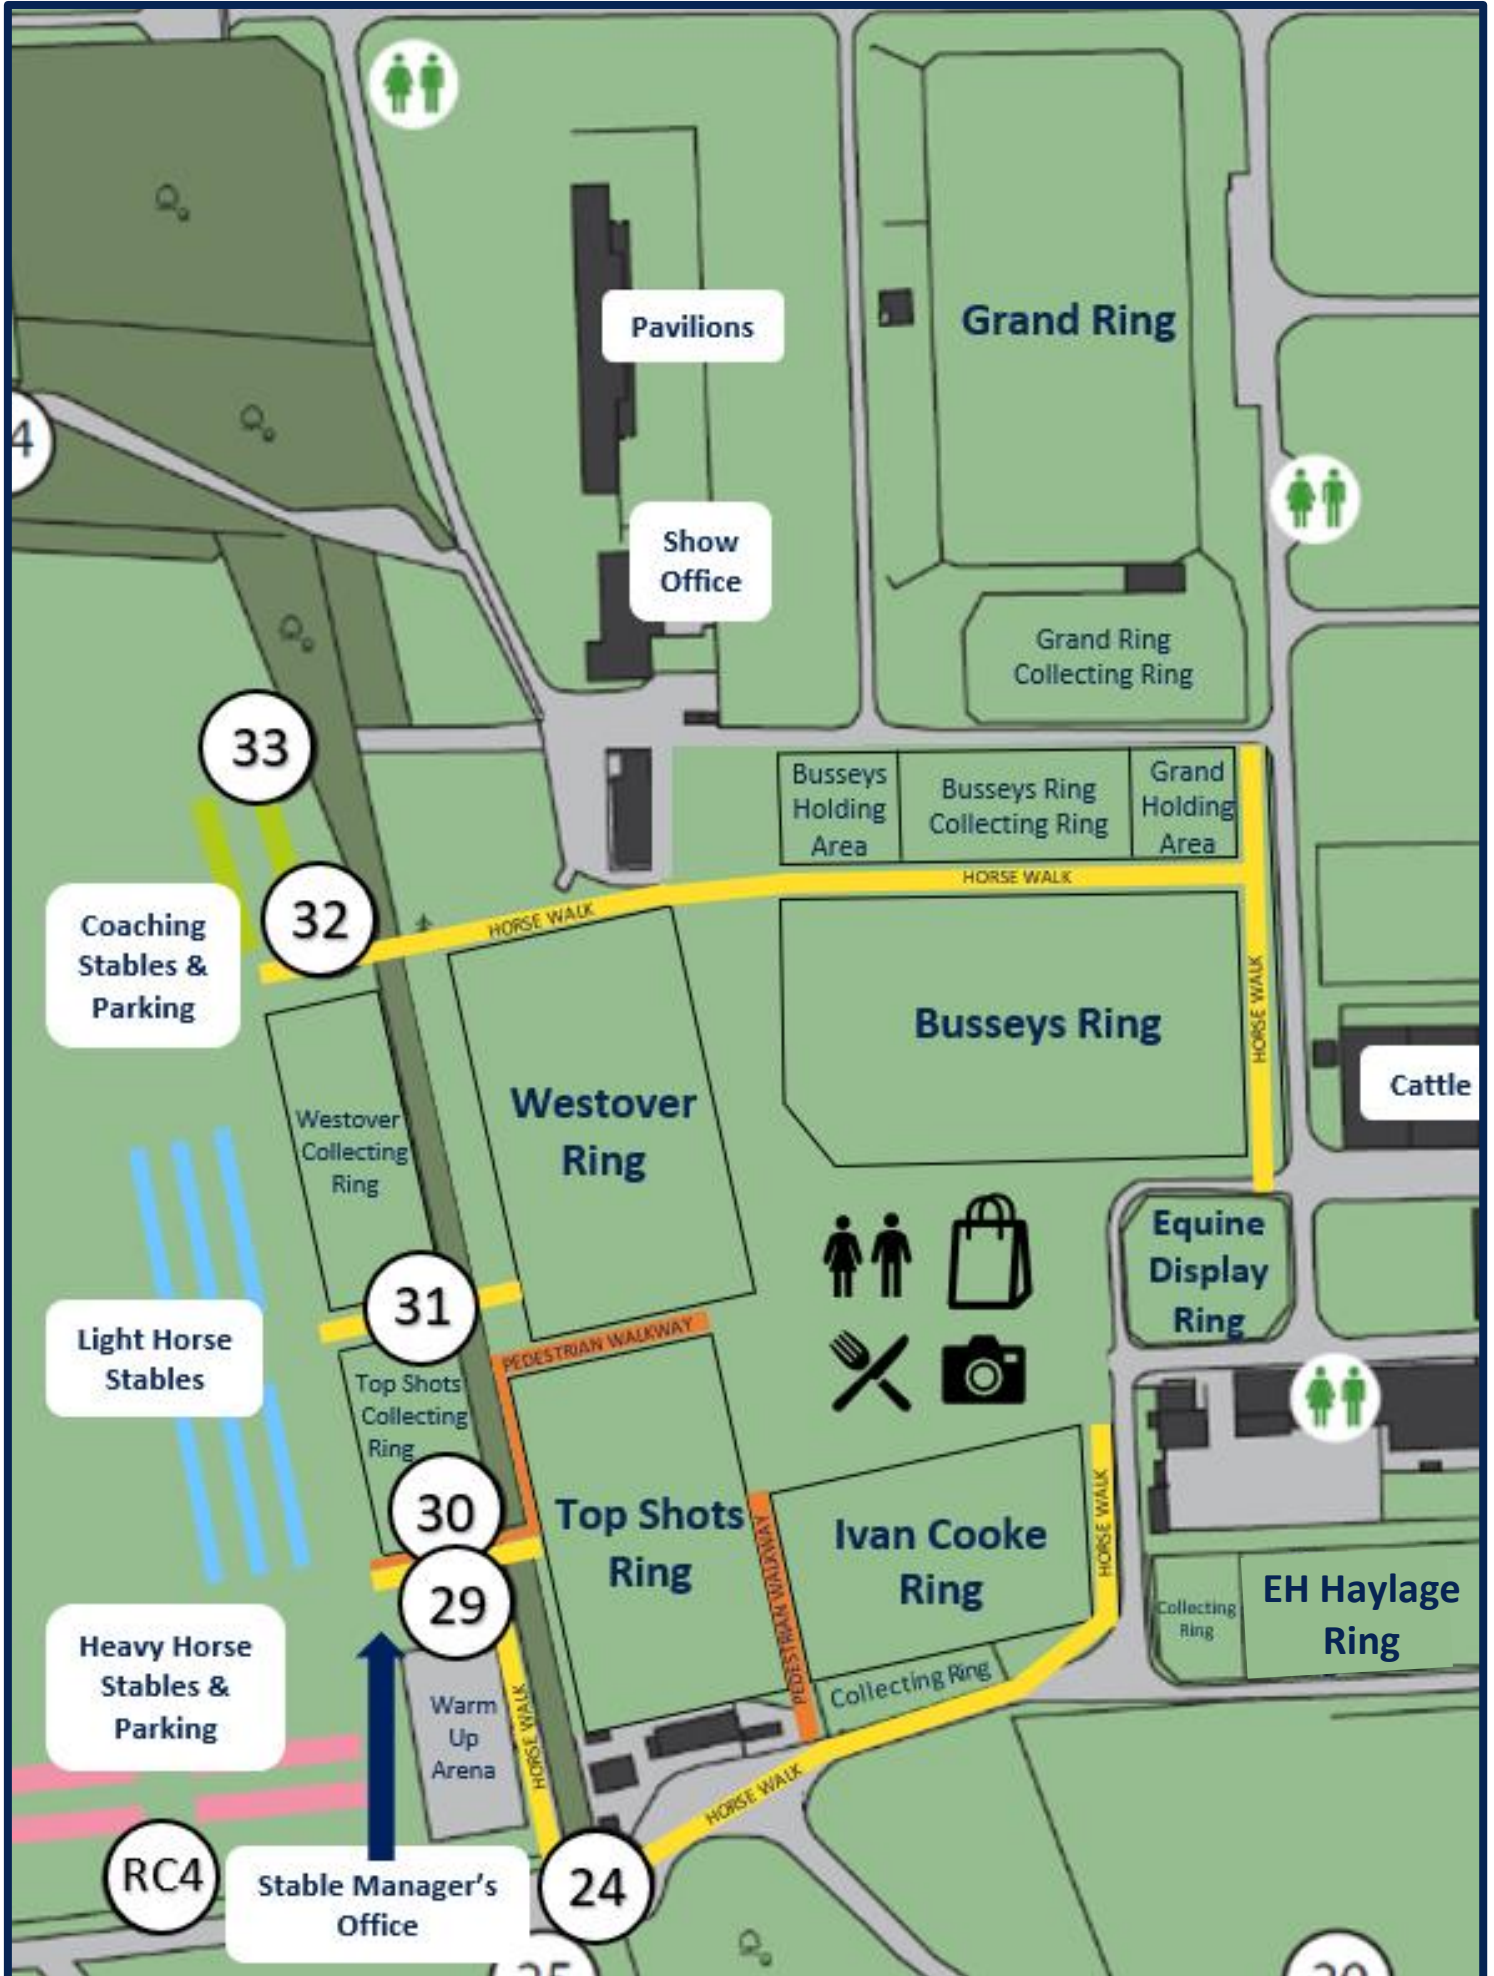 Pavilions
Grand Ring
4
Show
Office
Grand Ring
Collecting Ring
33
Busseys
Holding
Area
Busseys Ring
Collecting Ring
Grand
Holding
Area
HORSE WALK
32
HORSE WALK
Coaching
Stables &
Parking
Busseys Ring
HORSE WALK
Cattle
Westover
Ring
Westover
Collecting
Ring
Equine
Display
Ring
31
Light Horse
Stables
PEDESTRIAN WALKWAY
Top Shots
Collecting
Ring
30
Top Shots
Ring
PEDESTRIAN WALKWAY
Ivan Cooke
Ring
HORSE WALK
EH Haylage
Ring
Collecting
Ring
29
Heavy Horse
Stables &
Parking
Warm
Up
Arena
HORSE WALK
Collecting Ring
HORSE WALK
RC4
Stable Manager's
Office
24